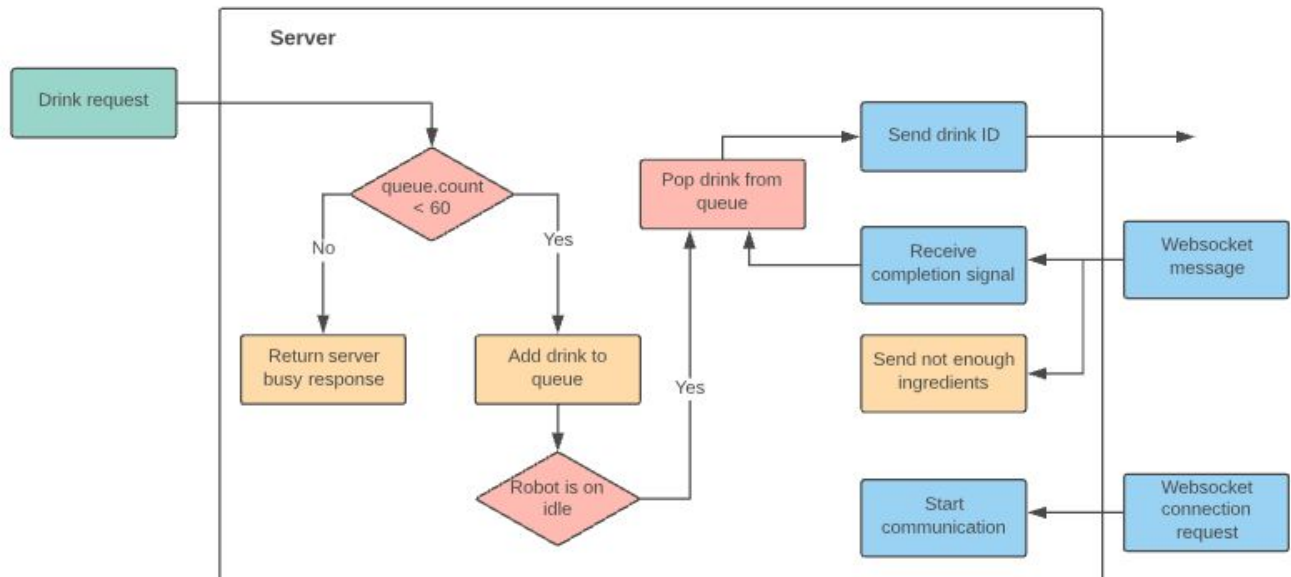 Server
Drink request
queue.count
< 60
No
Yes
Return server
busy response
Add drink to
queue
Robot is on
idle
Yes
Pop drink from
queue
Send drink ID
Receive
completion signal
Websocket
message
Send not enough
ingredients
Start
communication
Websocket
connection
request